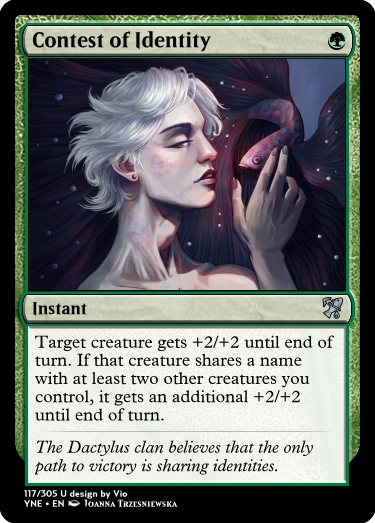 Contest of Identity
Instant
Target creature gets +2/+2 until end of
turn. If that creature shares a name
with at least two other creatures you
control, it gets an additional +2/+2
until end of turn.
The Dactylus clan believes that the only
path to victory is sharing identities.
117/305 U design by Vio
YNE • EN Joanna Trzesniewska